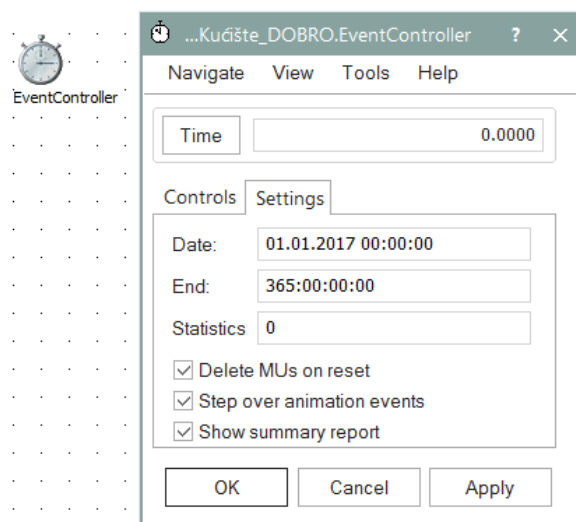 EventController
...Kućište_DOBRO.EventController ? ×
Navigate View Tools Help
Time 0.0000
Controls Settings
Date: 01.01.2017 00:00:00
End: 365:00:00:00
Statistics 0
Delete MUs on reset
Step over animation events
Show summary report
OK Cancel Apply